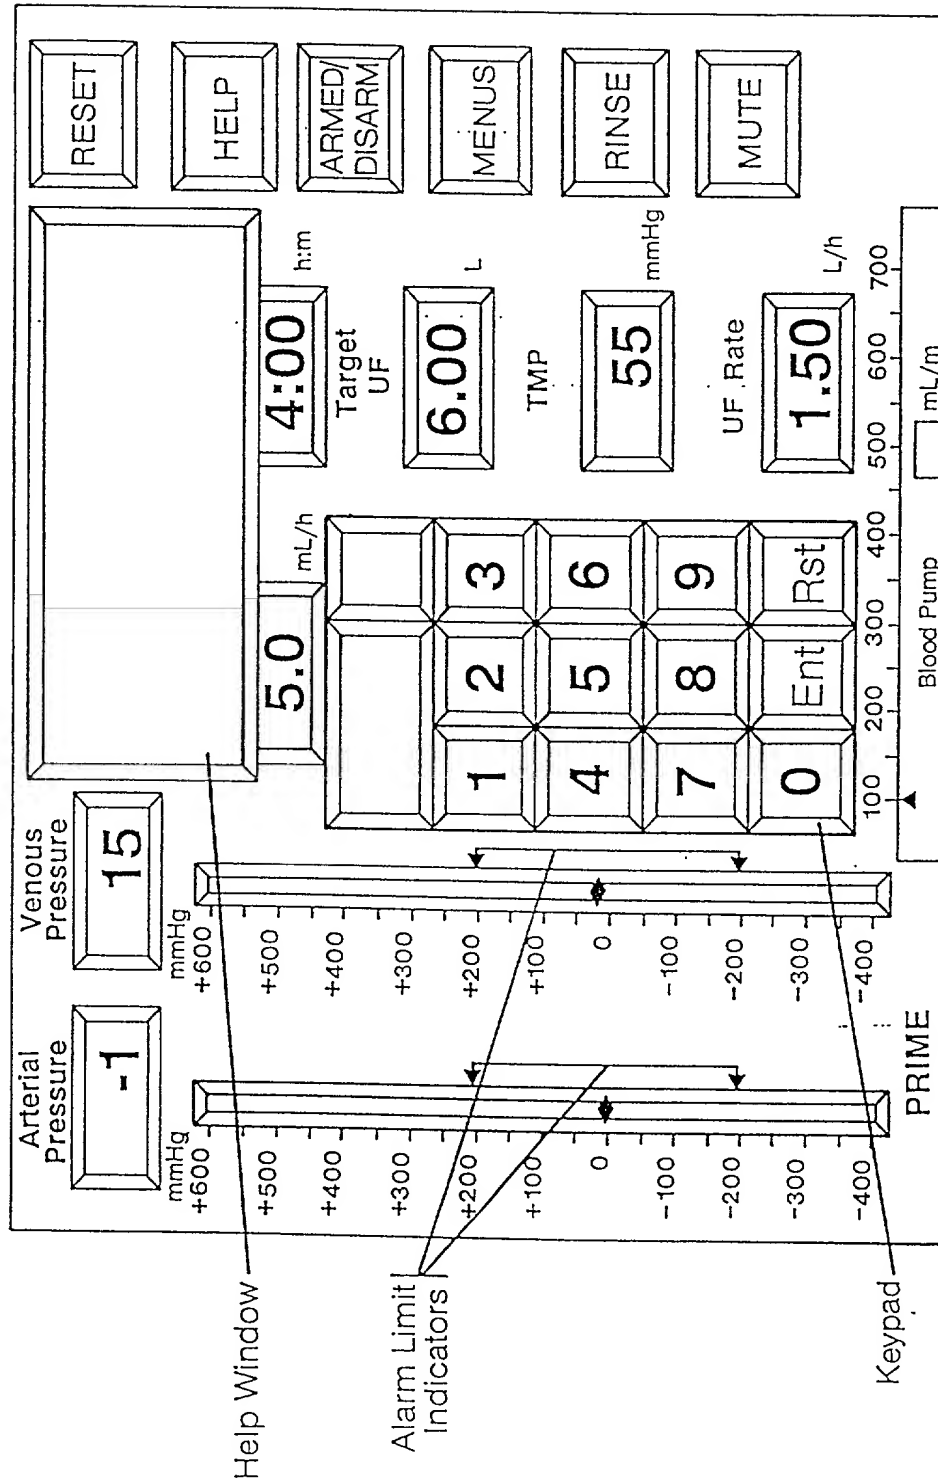 Arterial
Pressure
-1
mmHg
+600
+500
+400
+300
+200
+100
0
-100
-200
-300
-400
Venous
Pressure
15
mmHg
+600
+500
+400
+300
+200
+100
0
-100
-200
-300
-400
PRIME
5.0
mL/h
4:00
h:m
Target
UF
6.00
L
TMP
55
mmHg
UF Rate
1.50
L/h
1 2 3
4 5 6
7 8 9
0 Ent Rst
100 200 300 400 500 600 700
Blood Pump
mL/m
RESET
HELP
ARMED/
DISARM
MENUS
RINSE
MUTE
Help Window
Alarm Limit
Indicators
Keypad